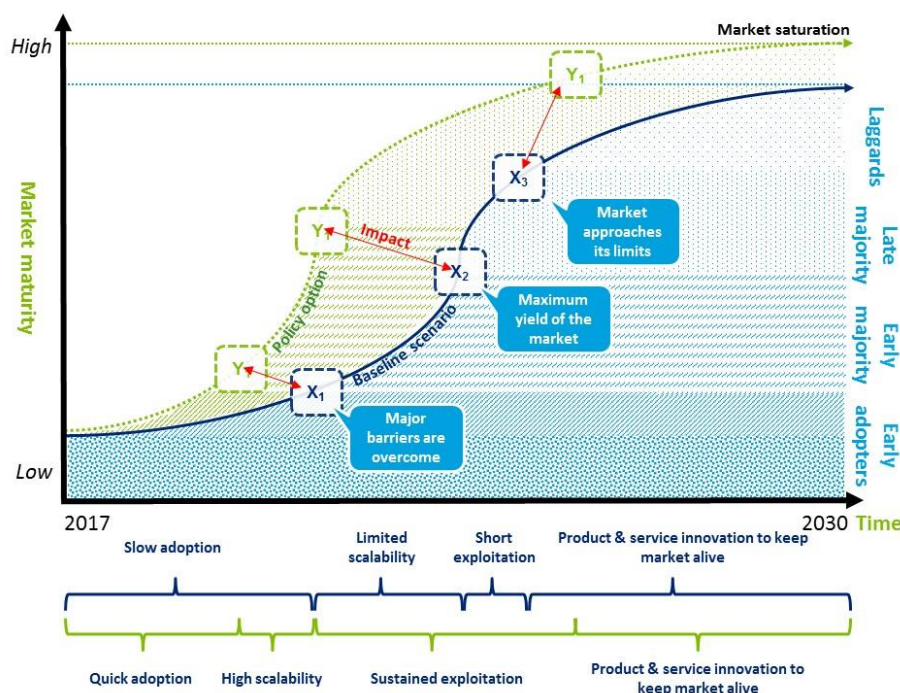 High
Market saturation
Y₁
X₃
Laggards
Market
approaches
its limits
Y₁
Impact
X₂
Late
majority
Market maturity
Policy option
Maximum
yield of the
market
Baseline scenario
Early
majority
Y₁
X₁
Major
barriers are
overcome
Early
adopters
Low
2017
2030
Time
Slow adoption
Limited
scalability
Short
exploitation
Product & service innovation to keep
market alive
Quick adoption
High scalability
Sustained exploitation
Product & service innovation to
keep market alive